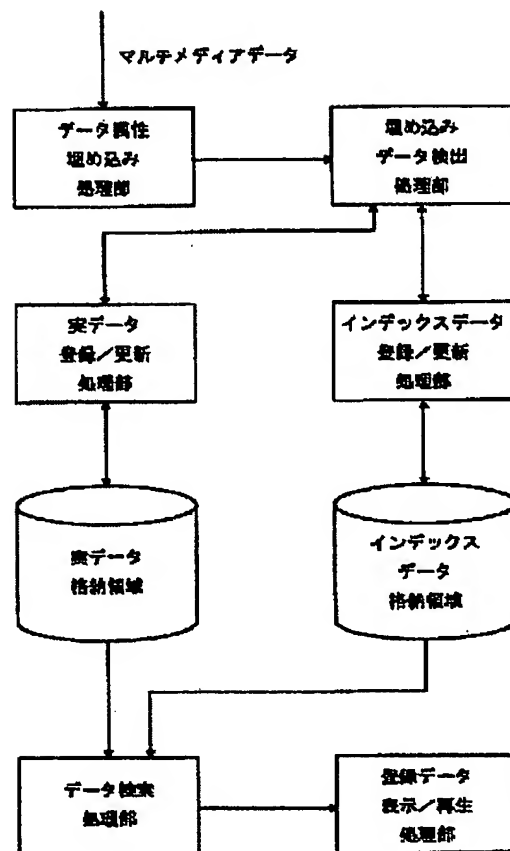 マルチメディアデータ
データ属性
埋め込み
処理部
埋め込み
データ検出
処理部
実データ
登録／更新
処理部
インデックスデータ
登録／更新
処理部
実データ
格納領域
インデックス
データ
格納領域
データ検索
処理部
登録データ
表示／再生
処理部